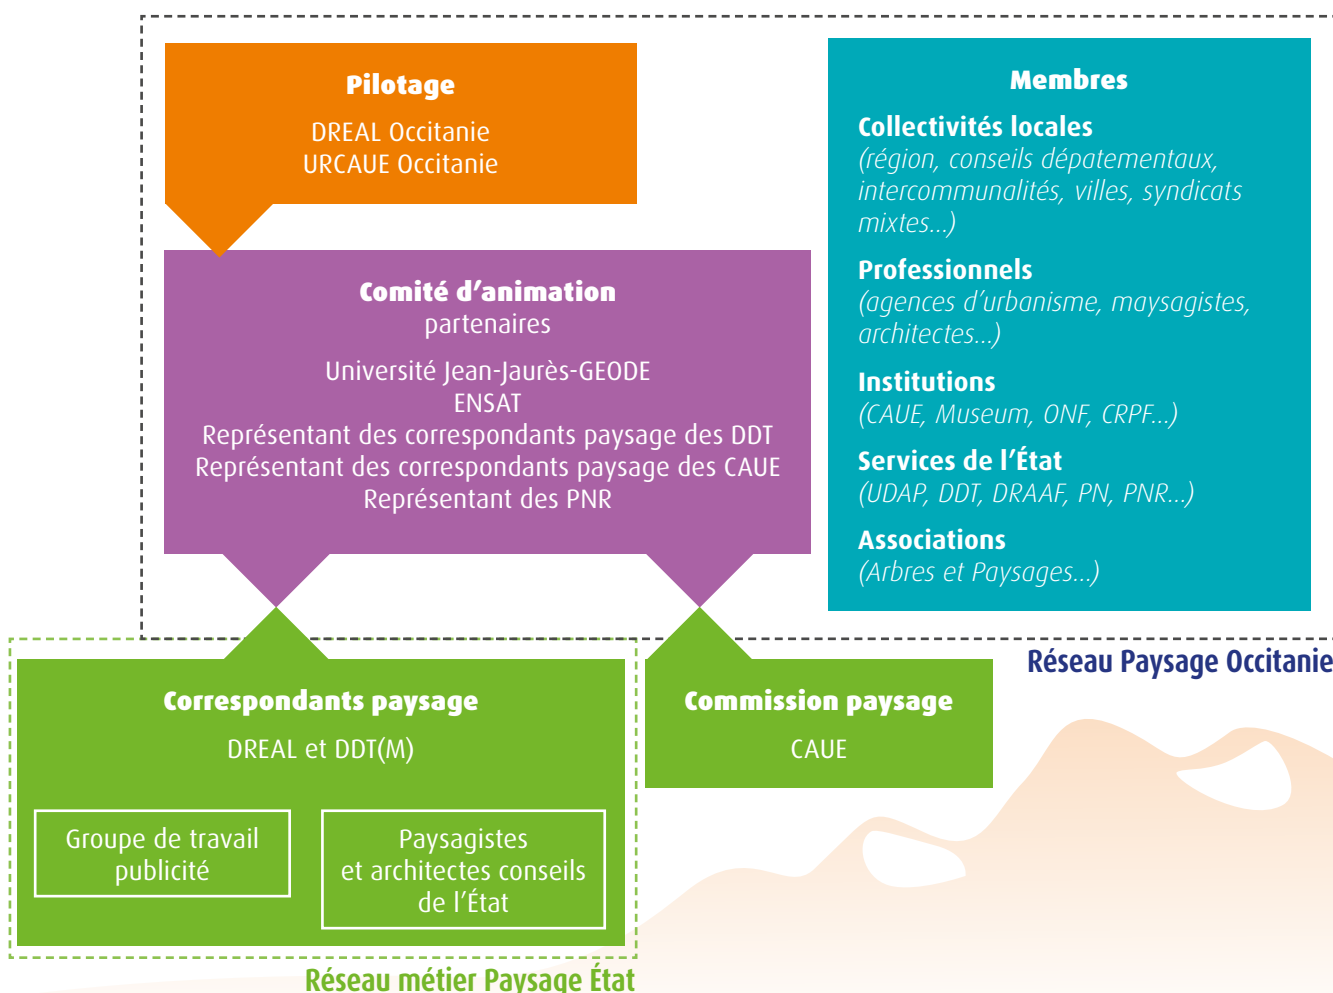 Pilotage
DREAL Occitanie
URCAUE Occitanie
Comité d'animation
partenaires
Université Jean-Jaurès-GEODE
ENSAT
Représentant des correspondants paysage des DDT
Représentant des correspondants paysage des CAUE
Représentant des PNR
Membres
Collectivités locales
(région, conseils dépatementaux,
intercommunalités, villes, syndicats
mixtes...)
Professionnels
(agences d'urbanisme, maysagistes,
architectes...)
Institutions
(CAUE, Museum, ONF, CRPF...)
Services de l'État
(UDAP, DDT, DRAAF, PN, PNR...)
Associations
(Arbres et Paysages...)
Réseau Paysage Occitanie
Correspondants paysage
DREAL et DDT(M)
Groupe de travail
publicité
Paysagistes
et architectes conseils
de l'État
Commission paysage
CAUE
Réseau métier Paysage État